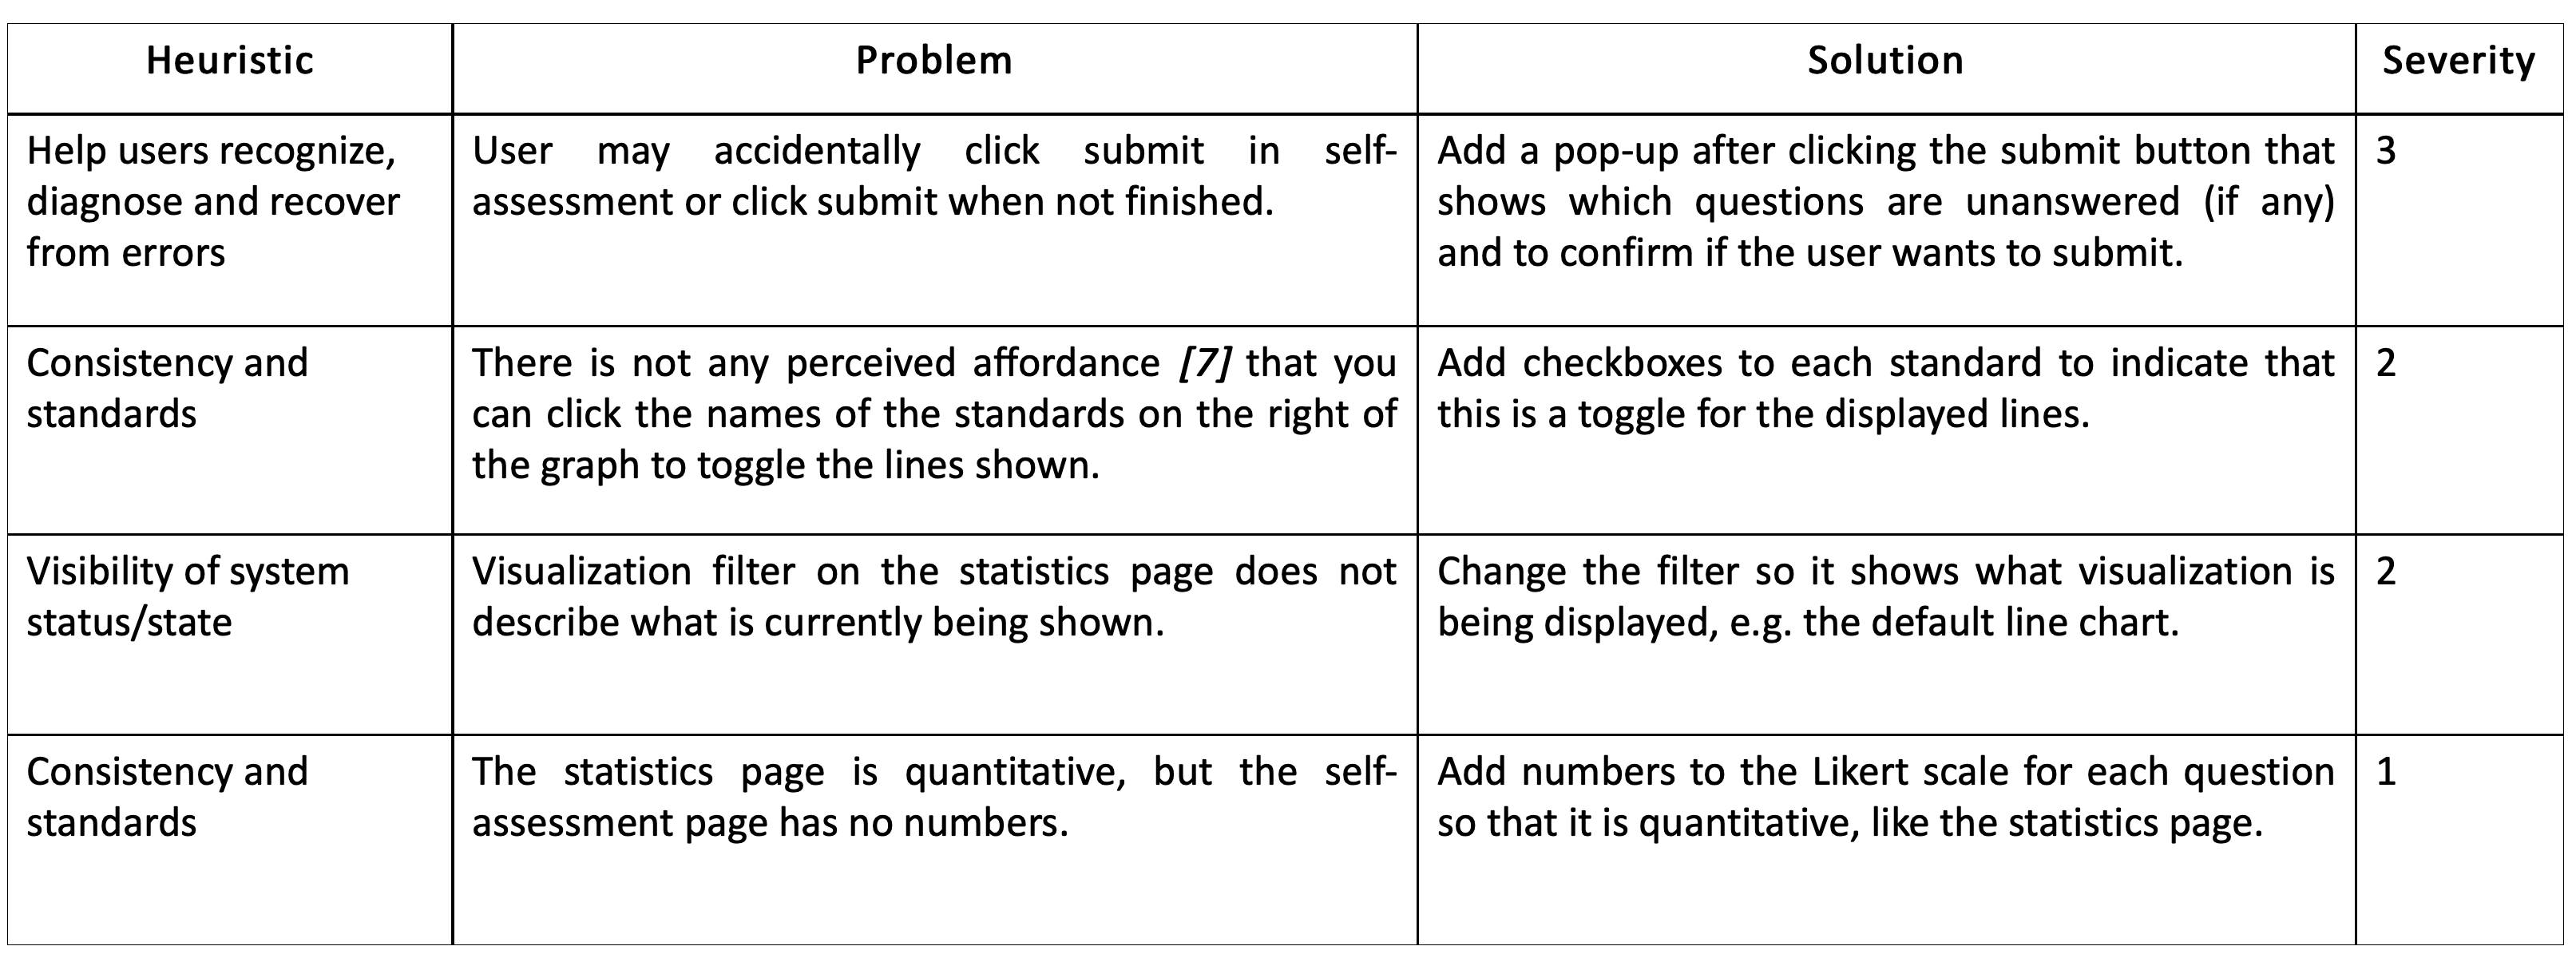 Heuristic Problem Solution Severity
Help users recognize,
diagnose and recover
from errors
User may accidentally click submit in self-
assessment or click submit when not finished.
Add a pop-up after clicking the submit button that
shows which questions are unanswered (if any)
and to confirm if the user wants to submit.
3
Consistency and
standards
There is not any perceived affordance [7] that you
can click the names of the standards on the right of
the graph to toggle the lines shown.
Add checkboxes to each standard to indicate that
this is a toggle for the displayed lines.
2
Visibility of system
status/state
Visualization filter on the statistics page does not
describe what is currently being shown.
Change the filter so it shows what visualization is
being displayed, e.g. the default line chart.
2
Consistency and
standards
The statistics page is quantitative, but the self-
assessment page has no numbers.
Add numbers to the Likert scale for each question
so that it is quantitative, like the statistics page.
1